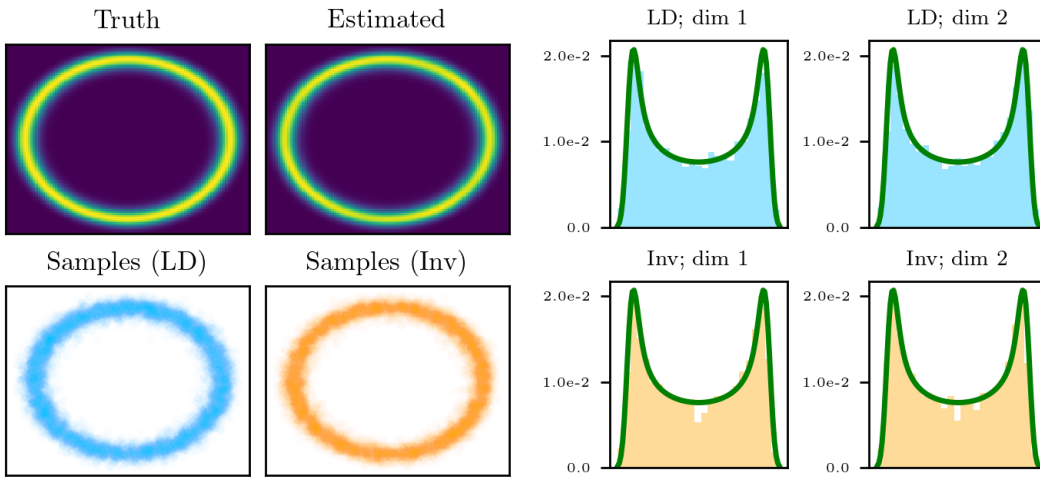 Truth
Estimated
LD; dim 1
LD; dim 2
2.0e-2
1.0e-2
0.0
2.0e-2
1.0e-2
0.0
Samples (LD)
Samples (Inv)
Inv; dim 1
Inv; dim 2
2.0e-2
1.0e-2
0.0
2.0e-2
1.0e-2
0.0